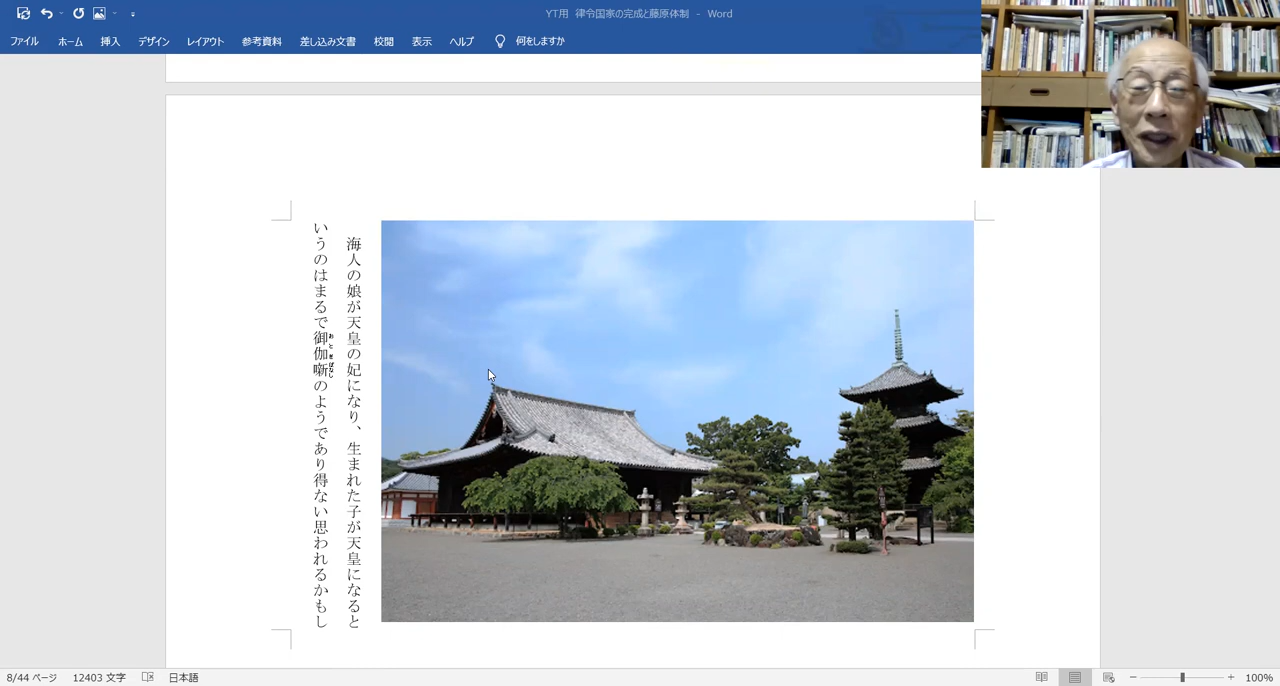 YT用 律令国家の完成と藤原体制 - Word
ファイル ホーム 挿入 デザイン レイアウト 参考資料 差し込み文書 校閲 表示 ヘルプ 何をしますか
海人の娘が天皇の妃になり、生まれた子が天皇になると
いうのはまるで御伽噺おとぎばなしのようであり得ない思われるかもし
8/44 ページ 12403 文字 日本語 100%